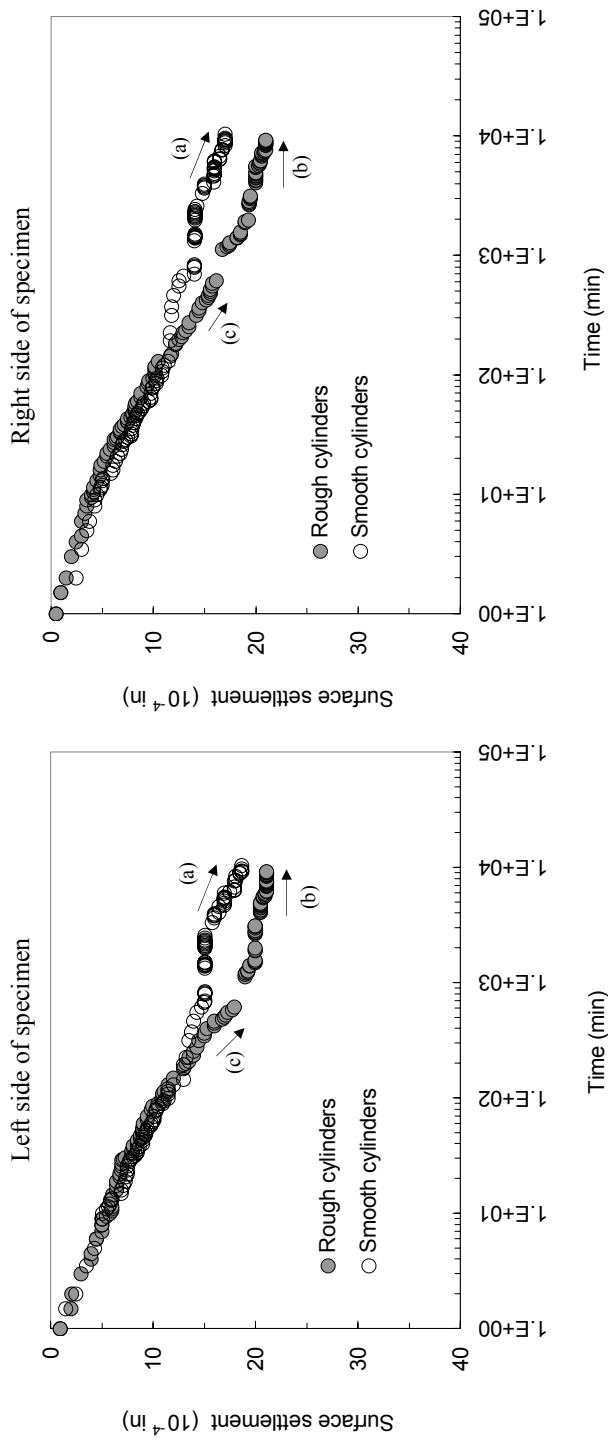 Left side of specimen
0
10
20
30
40
Surface settlement (10⁻⁴ in)
(a)
(b)
(c)
Rough cylinders
Smooth cylinders
1.E+00
1.E+01
1.E+02
1.E+03
1.E+04
1.E+05
Time (min)
Right side of specimen
0
10
20
30
40
Surface settlement (10⁻⁴ in)
(a)
(b)
(c)
Rough cylinders
Smooth cylinders
1.E+00
1.E+01
1.E+02
1.E+03
1.E+04
1.E+05
Time (min)